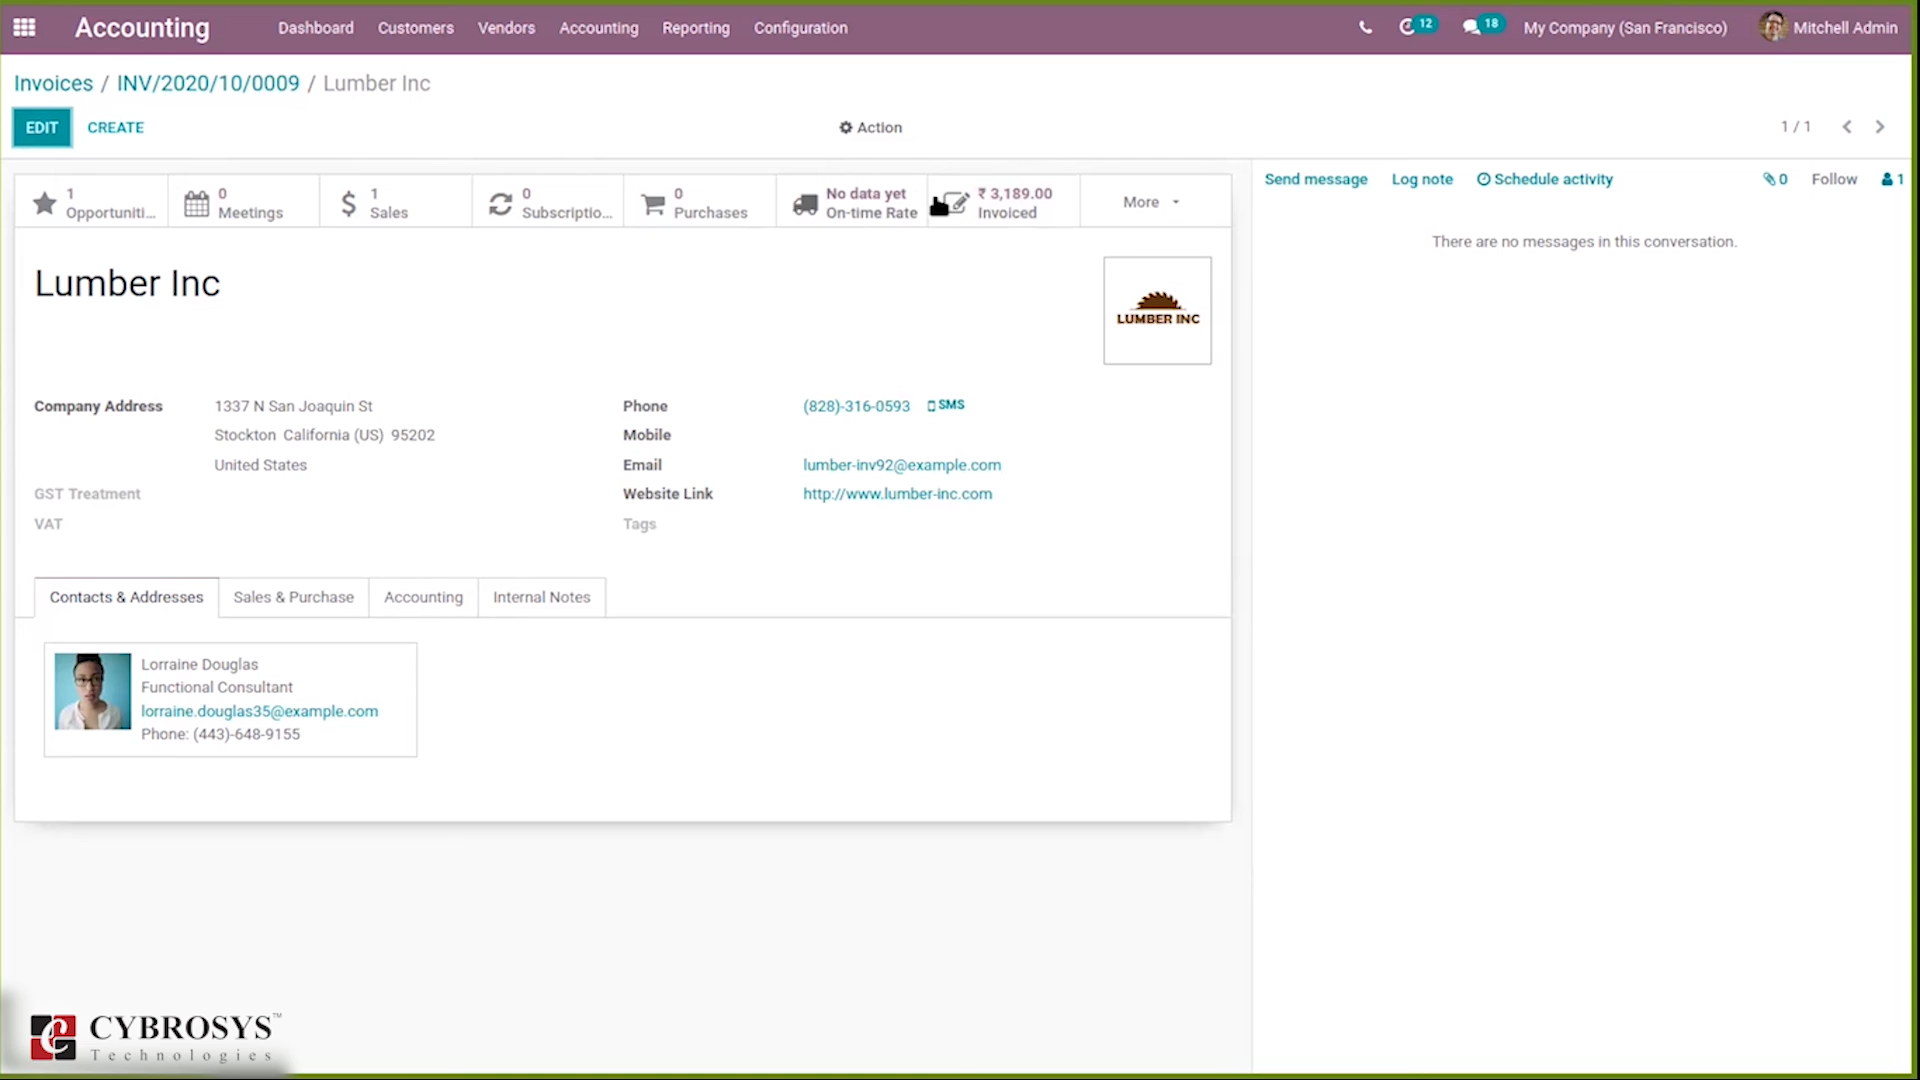 Accounting
Dashboard Customers Vendors Accounting Reporting Configuration
12 18 My Company (San Francisco) Mitchell Admin
Invoices / INV/2020/10/0009 / Lumber Inc
EDIT CREATE
Action
1 / 1
1 Opportuniti...
0 Meetings
1 Sales
0 Subscriptio...
0 Purchases
No data yet On-time Rate
₹ 3,189.00 Invoiced
More
Send message Log note Schedule activity 0 Follow 1
There are no messages in this conversation.
Lumber Inc
LUMBER INC
Company Address 1337 N San Joaquin St
Stockton California (US) 95202
United States
GST Treatment
VAT
Phone (828)-316-0593 SMS
Mobile
Email lumber-inv92@example.com
Website Link http://www.lumber-inc.com
Tags
Contacts & Addresses Sales & Purchase Accounting Internal Notes
Lorraine Douglas
Functional Consultant
lorraine.douglas35@example.com
Phone: (443)-648-9155
CYBROSYS™
Technologies